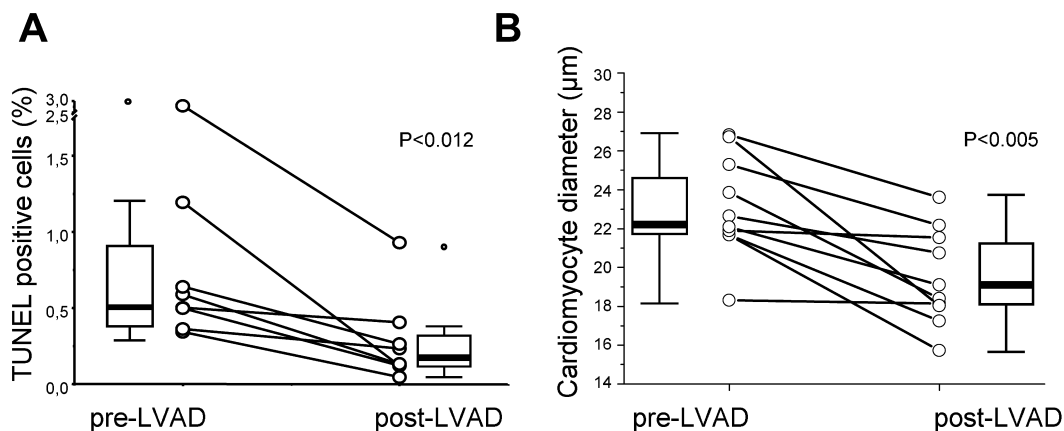 A
TUNEL positive cells (%)
3,0
2,5
1,5
1,0
0,5
0,0
P<0.012
pre-LVAD
post-LVAD
B
Cardiomyocyte diameter (µm)
30
28
26
24
22
20
18
16
14
P<0.005
pre-LVAD
post-LVAD